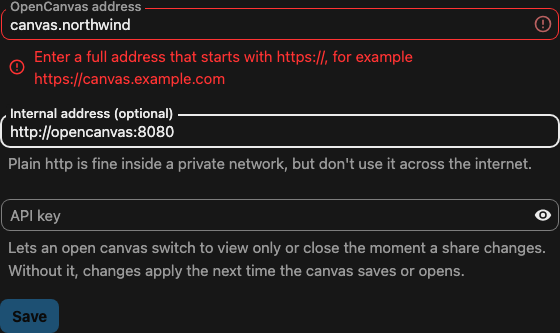 OpenCanvas address
canvas.northwind
Enter a full address that starts with https://, for example
https://canvas.example.com
Internal address (optional)
http://opencanvas:8080
Plain http is fine inside a private network, but don't use it across the internet.
API key
Lets an open canvas switch to view only or close the moment a share changes.
Without it, changes apply the next time the canvas saves or opens.
Save